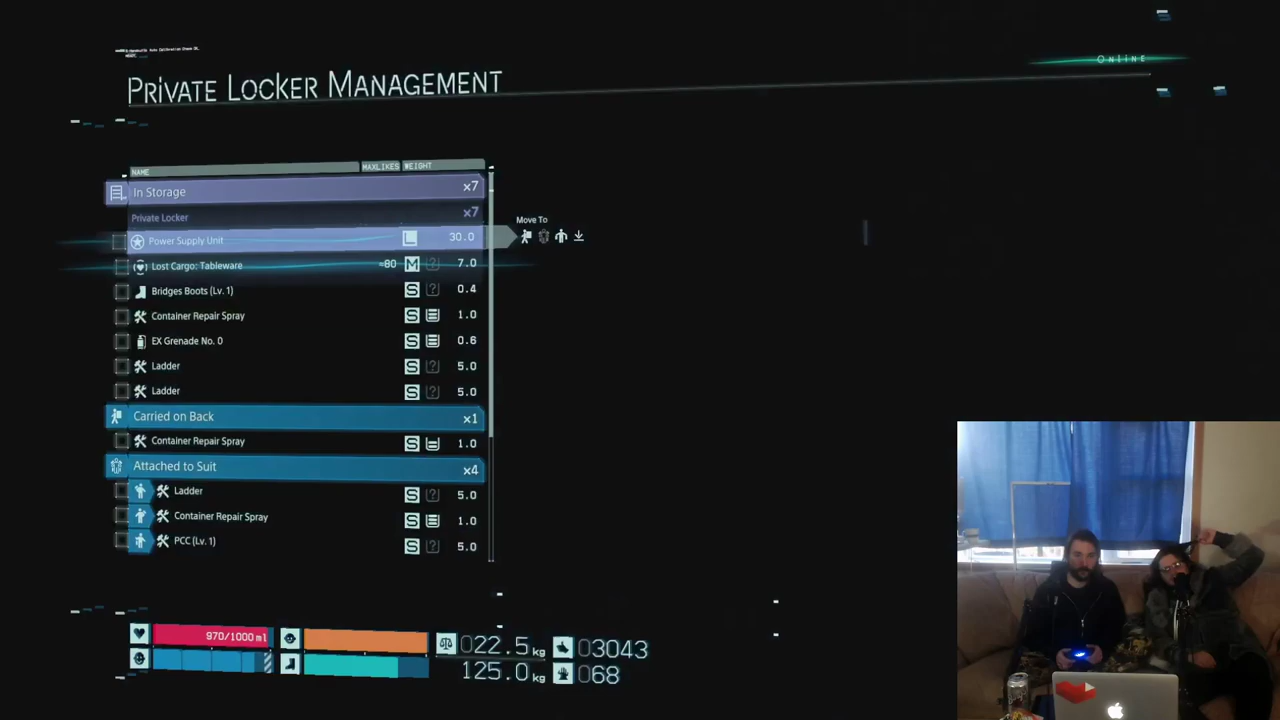 Online
Private Locker Management
NAME MAXLIKES WEIGHT
In Storage x7
Private Locker x7
Power Supply Unit L 30.0
Move To
Lost Cargo: Tableware ≈80 M ? 7.0
Bridges Boots (Lv. 1) S ? 0.4
Container Repair Spray S 1.0
EX Grenade No. 0 S 0.6
Ladder S ? 5.0
Ladder S ? 5.0
Carried on Back x1
Container Repair Spray S 1.0
Attached to Suit x4
Ladder S ? 5.0
Container Repair Spray S 1.0
PCC (Lv. 1) S ? 5.0
970/1000 ml
022.5 kg 03043
125.0 kg 068